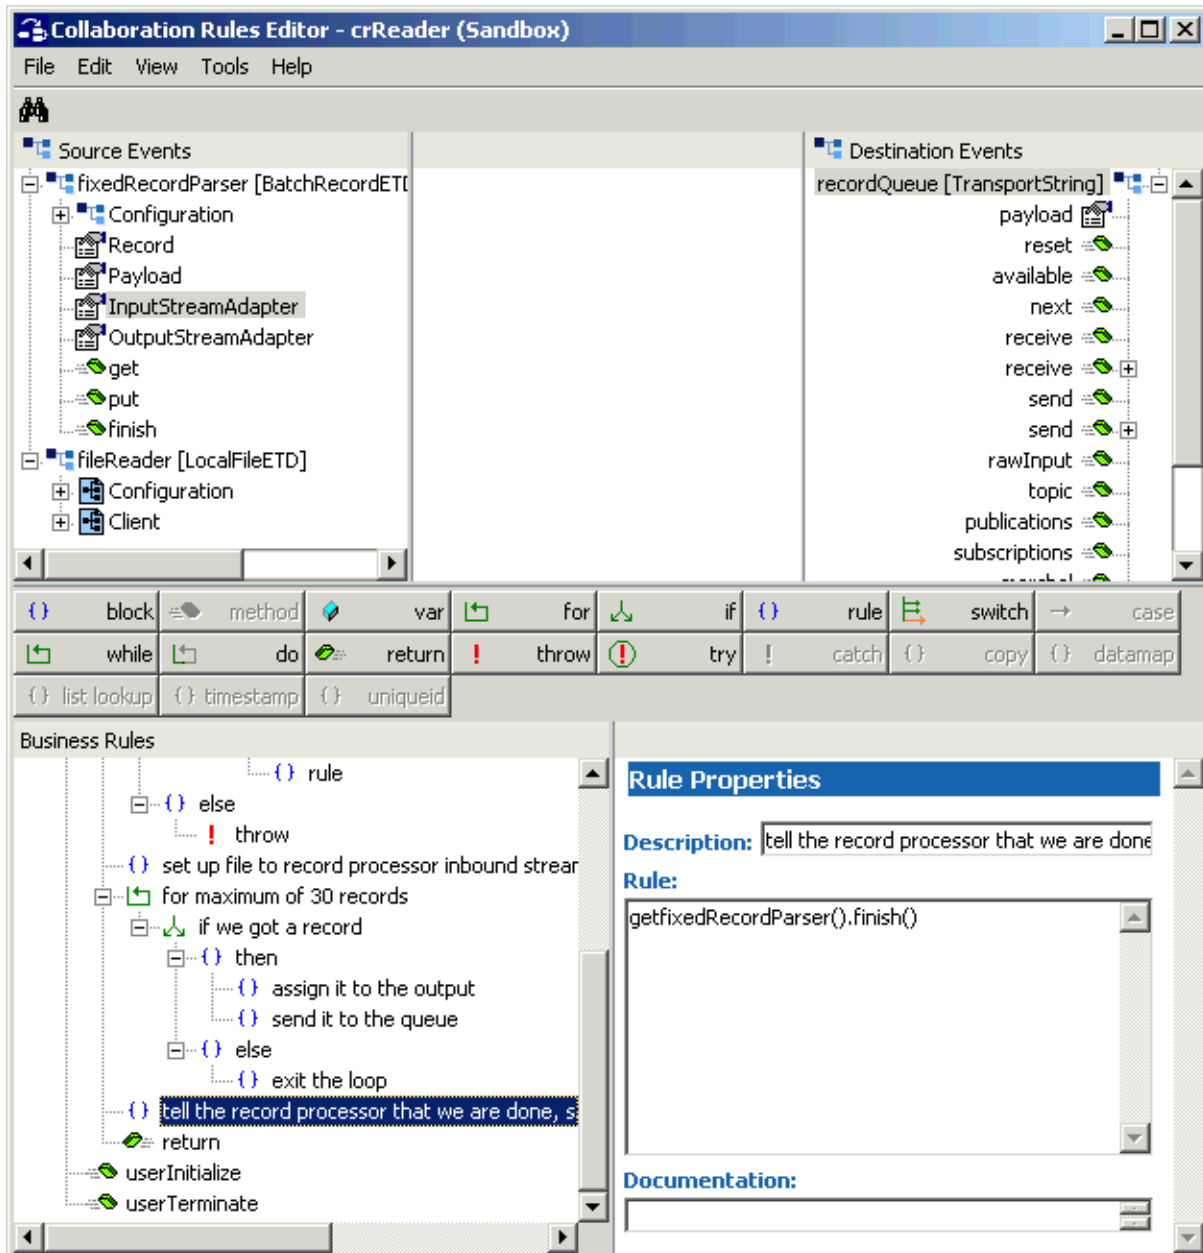 Collaboration Rules Editor - crReader (Sandbox)
File Edit View Tools Help
Source Events
fixedRecordParser [BatchRecordETD
Configuration
Record
Payload
InputStreamAdapter
OutputStreamAdapter
get
put
finish
fileReader [LocalFileETD]
Configuration
Client
Destination Events
recordQueue [TransportString]
payload
reset
available
next
receive
receive
send
send
rawInput
topic
publications
subscriptions
marshal
block method var for if rule switch case
while do return throw try catch copy datamap
list lookup timestamp uniqueid
Business Rules
rule
else
throw
set up file to record processor inbound strear
for maximum of 30 records
if we got a record
then
assign it to the output
send it to the queue
else
exit the loop
tell the record processor that we are done, s
return
userInitialize
userTerminate
Rule Properties
Description: tell the record processor that we are done
Rule:
getfixedRecordParser().finish()
Documentation: